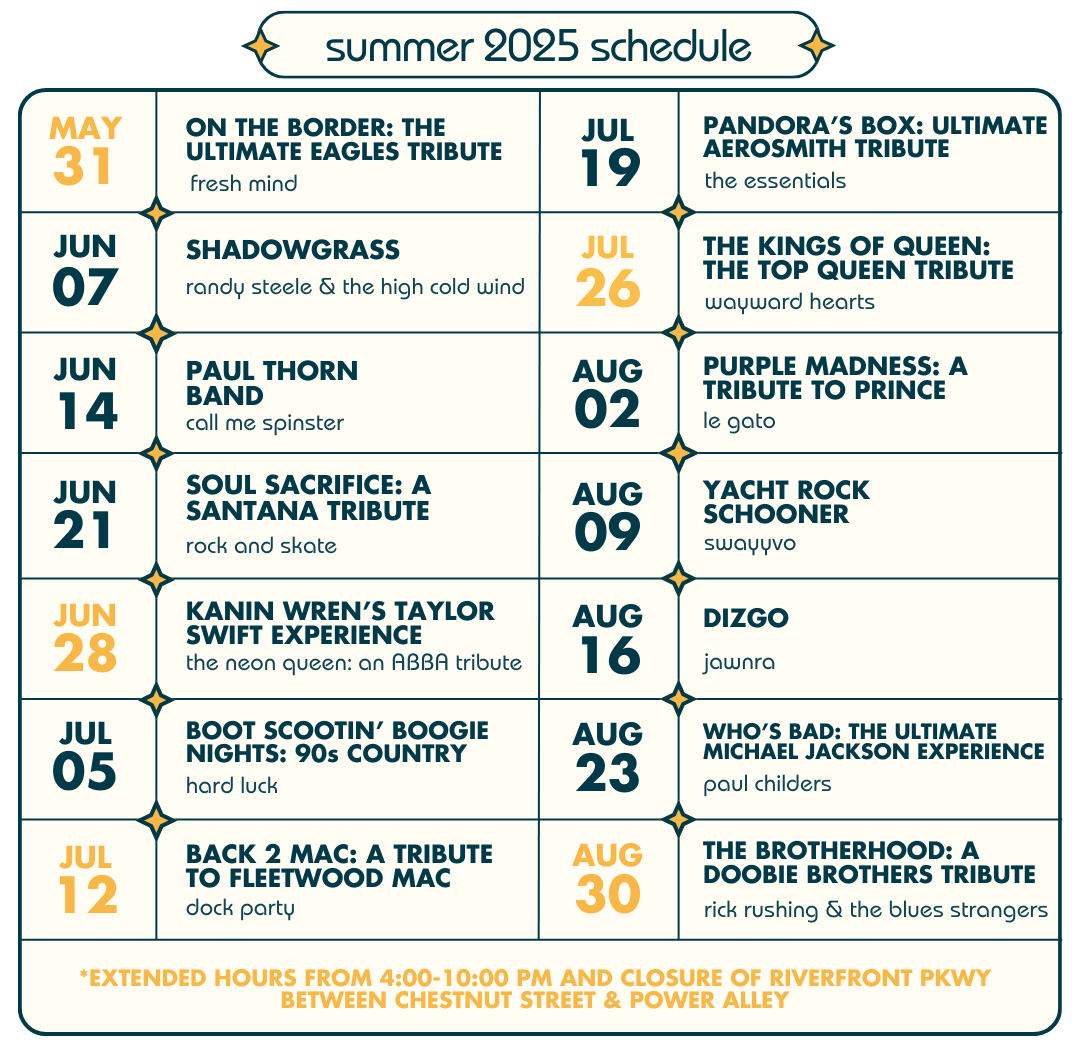 summer 2025 schedule
MAY
31
ON THE BORDER: THE
ULTIMATE EAGLES TRIBUTE
fresh mind
JUN
07
SHADOWGRASS
randy steele & the high cold wind
JUN
14
PAUL THORN
BAND
call me spinster
JUN
21
SOUL SACRIFICE: A
SANTANA TRIBUTE
rock and skate
JUN
28
KANIN WREN'S TAYLOR
SWIFT EXPERIENCE
the neon queen: an ABBA tribute
JUL
05
BOOT SCOOTIN' BOOGIE
NIGHTS: 90s COUNTRY
hard luck
JUL
12
BACK 2 MAC: A TRIBUTE
TO FLEETWOOD MAC
dock party
JUL
19
PANDORA'S BOX: ULTIMATE
AEROSMITH TRIBUTE
the essentials
JUL
26
THE KINGS OF QUEEN:
THE TOP QUEEN TRIBUTE
wayward hearts
AUG
02
PURPLE MADNESS: A
TRIBUTE TO PRINCE
le gato
AUG
09
YACHT ROCK
SCHOONER
swayyvo
AUG
16
DIZGO
jawnra
AUG
23
WHO'S BAD: THE ULTIMATE
MICHAEL JACKSON EXPERIENCE
paul childers
AUG
30
THE BROTHERHOOD: A
DOOBIE BROTHERS TRIBUTE
rick rushing & the blues strangers
*EXTENDED HOURS FROM 4:00-10:00 PM AND CLOSURE OF RIVERFRONT PKWY
BETWEEN CHESTNUT STREET & POWER ALLEY